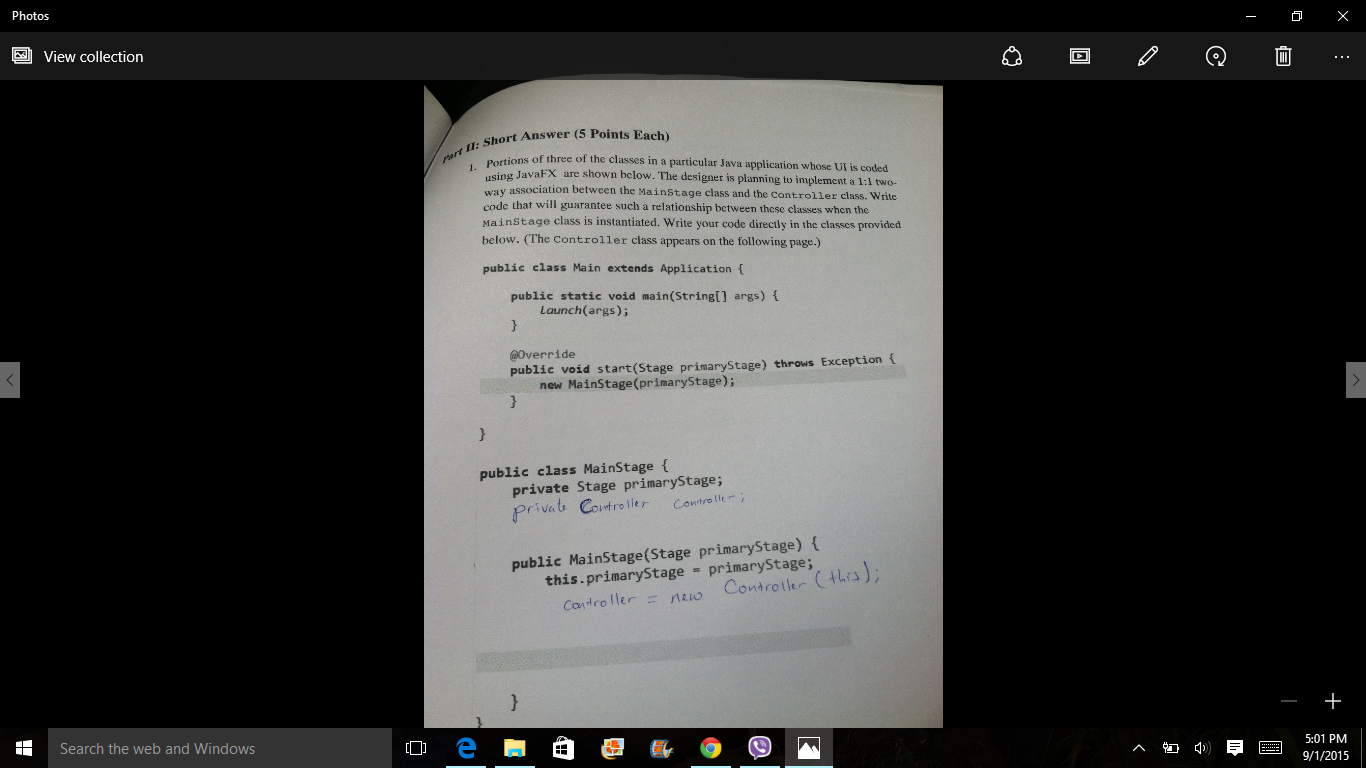 Photos
View collection
Part II: Short Answer (5 Points Each)
1. Portions of three of the classes in a particular Java application whose UI is coded
using JavaFX are shown below. The designer is planning to implement a 1:1 two-
way association between the MainStage class and the Controller class. Write
code that will guarantee such a relationship between these classes when the
MainStage class is instantiated. Write your code directly in the classes provided
below. (The Controller class appears on the following page.)
public class Main extends Application {
public static void main(String[] args) {
launch(args);
}
@Override
public void start(Stage primaryStage) throws Exception {
new MainStage(primaryStage);
}
}
public class MainStage {
private Stage primaryStage;
private Controller controller;
public MainStage(Stage primaryStage) {
this.primaryStage = primaryStage;
controller = new Controller (this);
}
}
Search the web and Windows
5:01 PM
9/1/2015